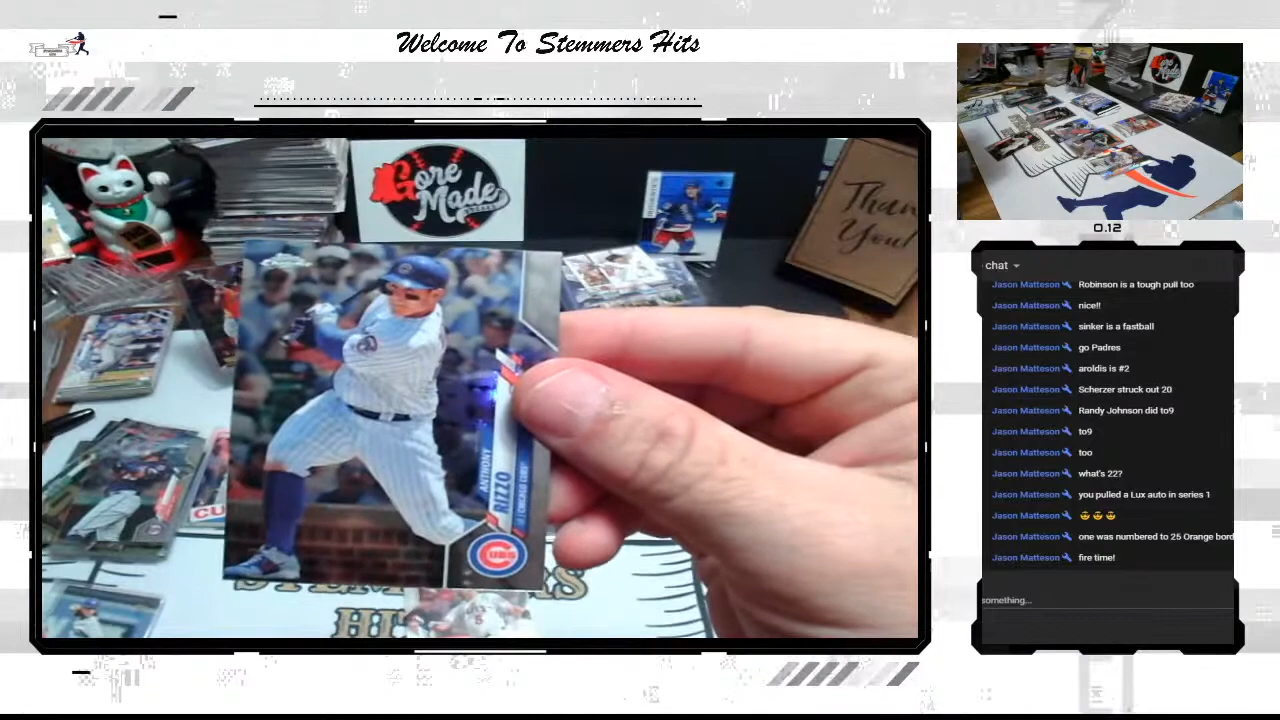 Welcome To Stemmers Hits
Gore
Made
Thank
You!
ANTHONY
RIZZO
CHICAGO CUBS
CUBS
CU
STEMMERS
HI
0.12
chat
Jason Matteson Robinson is a tough pull too
Jason Matteson nice!!
Jason Matteson sinker is a fastball
Jason Matteson go Padres
Jason Matteson aroldis is #2
Jason Matteson Scherzer struck out 20
Jason Matteson Randy Johnson did to9
Jason Matteson to9
Jason Matteson too
Jason Matteson what's 22?
Jason Matteson you pulled a Lux auto in series 1
Jason Matteson 😎 😎 😎
Jason Matteson one was numbered to 25 Orange bord
Jason Matteson fire time!
something...